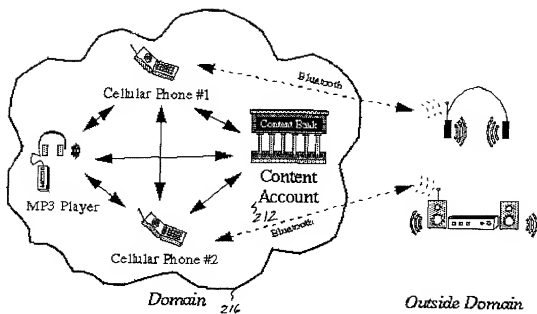 Bluetooth
Cellular Phone #1
Content Bank
MP3 Player
Content
Account
212
Bluetooth
Cellular Phone #2
Domain
216
Outside Domain